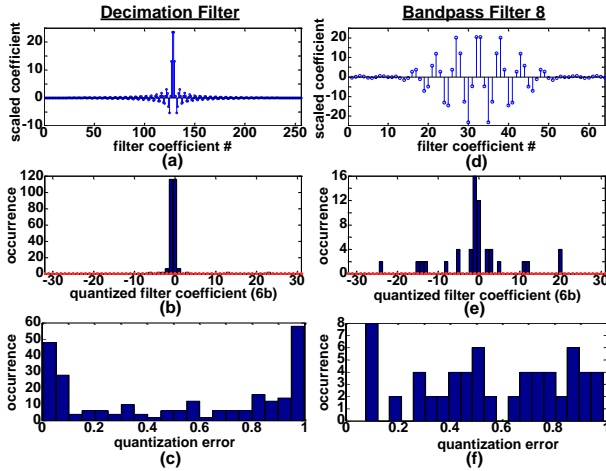 Decimation Filter
Bandpass Filter 8
scaled coefficient
20
10
0
-10
0 50 100 150 200 250
filter coefficient #
(a)
scaled coefficient
20
10
0
-10
-20
0 10 20 30 40 50 60
filter coefficient #
(d)
occurrence
120
100
80
60
40
20
0
-30 -20 -10 0 10 20 30
quantized filter coefficient (6b)
(b)
occurrence
16
12
8
4
0
-30 -20 -10 0 10 20 30
quantized filter coefficient (6b)
(e)
occurrence
60
50
40
30
20
10
0
0 0.2 0.4 0.6 0.8 1
quantization error
(c)
occurrence
8
7
6
5
4
3
2
1
0
0 0.2 0.4 0.6 0.8 1
quantization error
(f)